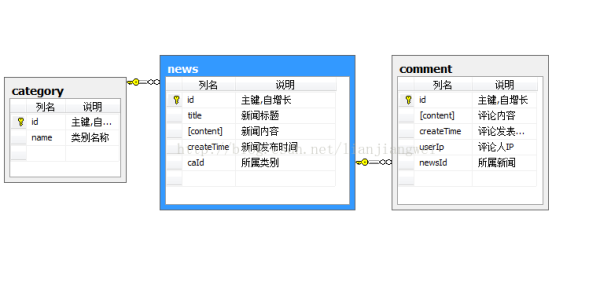 category
列名 说明
id 主键,自...
name 类别名称
news
列名 说明
id 主键,自增长
title 新闻标题
[content] 新闻内容
createTime 新闻发布时间
caId 所属类别
comment
列名 说明
id 主键,自增长
[content] 评论内容
createTime 评论发表...
userIp 评论人IP
newsId 所属新闻